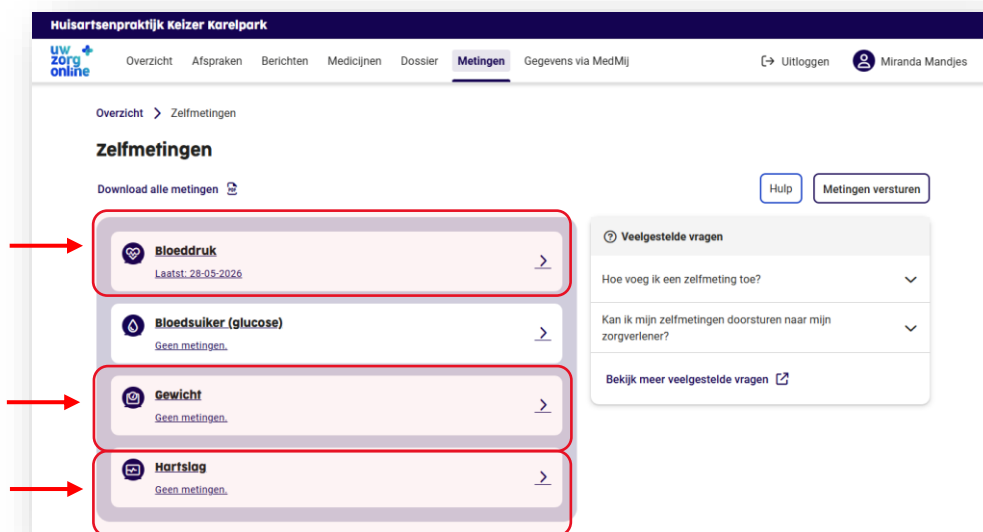 Huisartsenpraktijk Keizer Karelpark
uw
zorg
online
Overzicht Afspraken Berichten Medicijnen Dossier Metingen Gegevens via MedMij Uitloggen Miranda Mandjes
Overzicht > Zelfmetingen
Zelfmetingen
Download alle metingen
Hulp Metingen versturen
Bloeddruk
Laatst: 28-05-2026
Bloedsuiker (glucose)
Geen metingen.
Gewicht
Geen metingen.
Hartslag
Geen metingen.
Veelgestelde vragen
Hoe voeg ik een zelfmeting toe?
Kan ik mijn zelfmetingen doorsturen naar mijn
zorgverlener?
Bekijk meer veelgestelde vragen